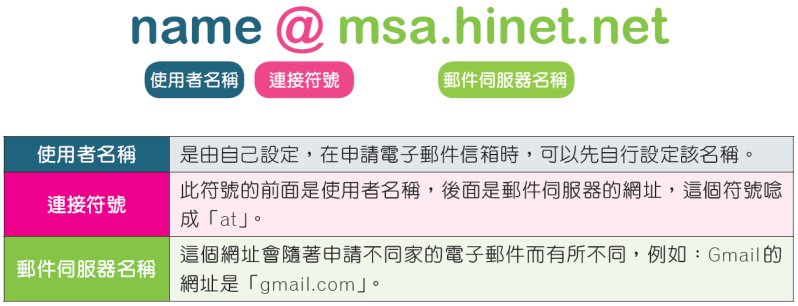 name @ msa.hinet.net
使用者名稱 連接符號 郵件伺服器名稱
使用者名稱 是由自己設定，在申請電子郵件信箱時，可以先自行設定該名稱。
連接符號 此符號的前面是使用者名稱，後面是郵件伺服器的網址，這個符號唸
成「at」。
郵件伺服器名稱 這個網址會隨著申請不同家的電子郵件而有所不同，例如：Gmail的
網址是「gmail.com」。